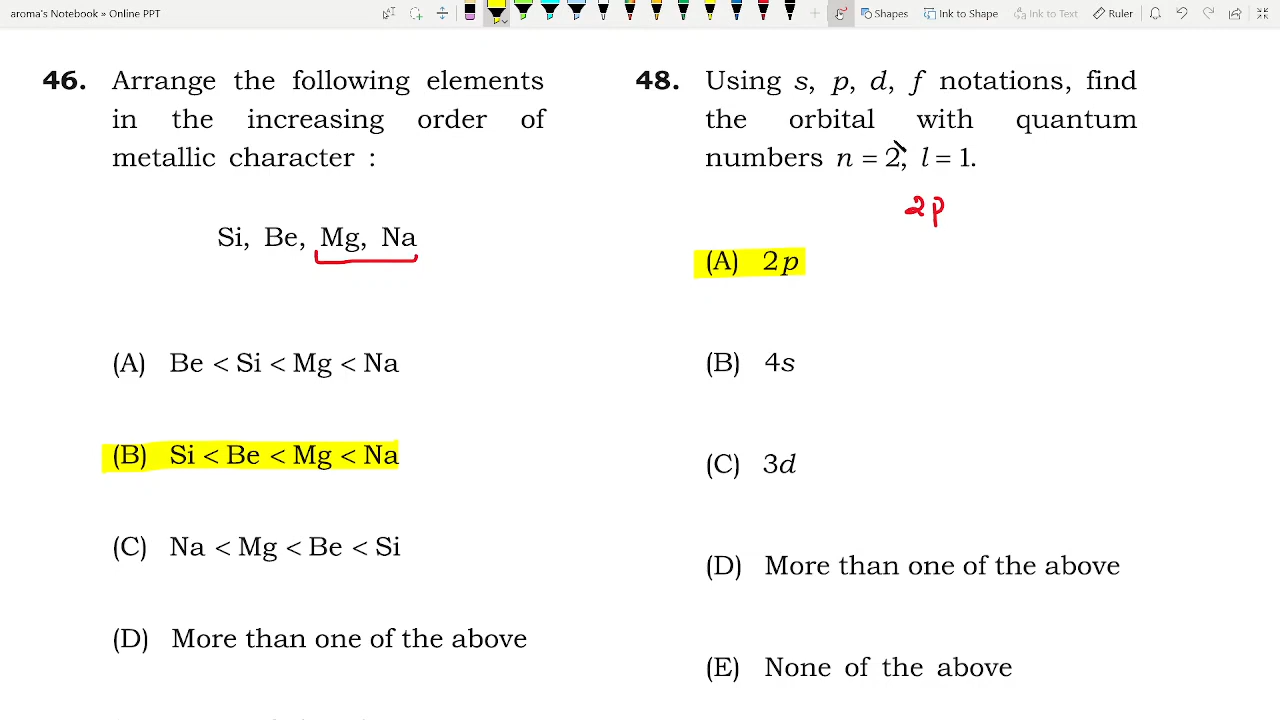 aroma's Notebook » Online PPT
Shapes
Ink to Shape
Ink to Text
Ruler
46. Arrange the following elements
in the increasing order of
metallic character :
Si, Be, Mg, Na
(A) Be < Si < Mg < Na
(B) Si < Be < Mg < Na
(C) Na < Mg < Be < Si
(D) More than one of the above
48. Using s, p, d, f notations, find
the orbital with quantum
numbers n = 2, l = 1.
2p
(A) 2p
(B) 4s
(C) 3d
(D) More than one of the above
(E) None of the above